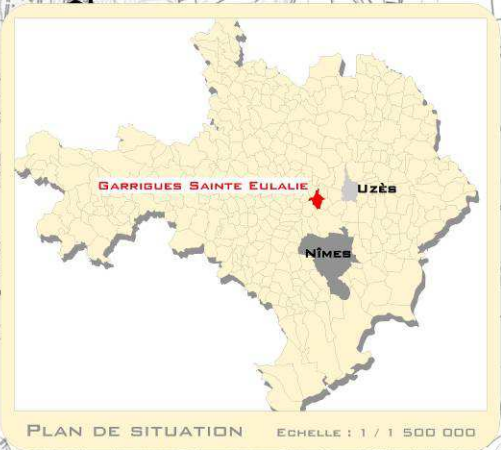 GARRIGUES SAINTE EULALIE
UZÈS
NÎMES
PLAN DE SITUATION ECHELLE : 1 / 1 500 000